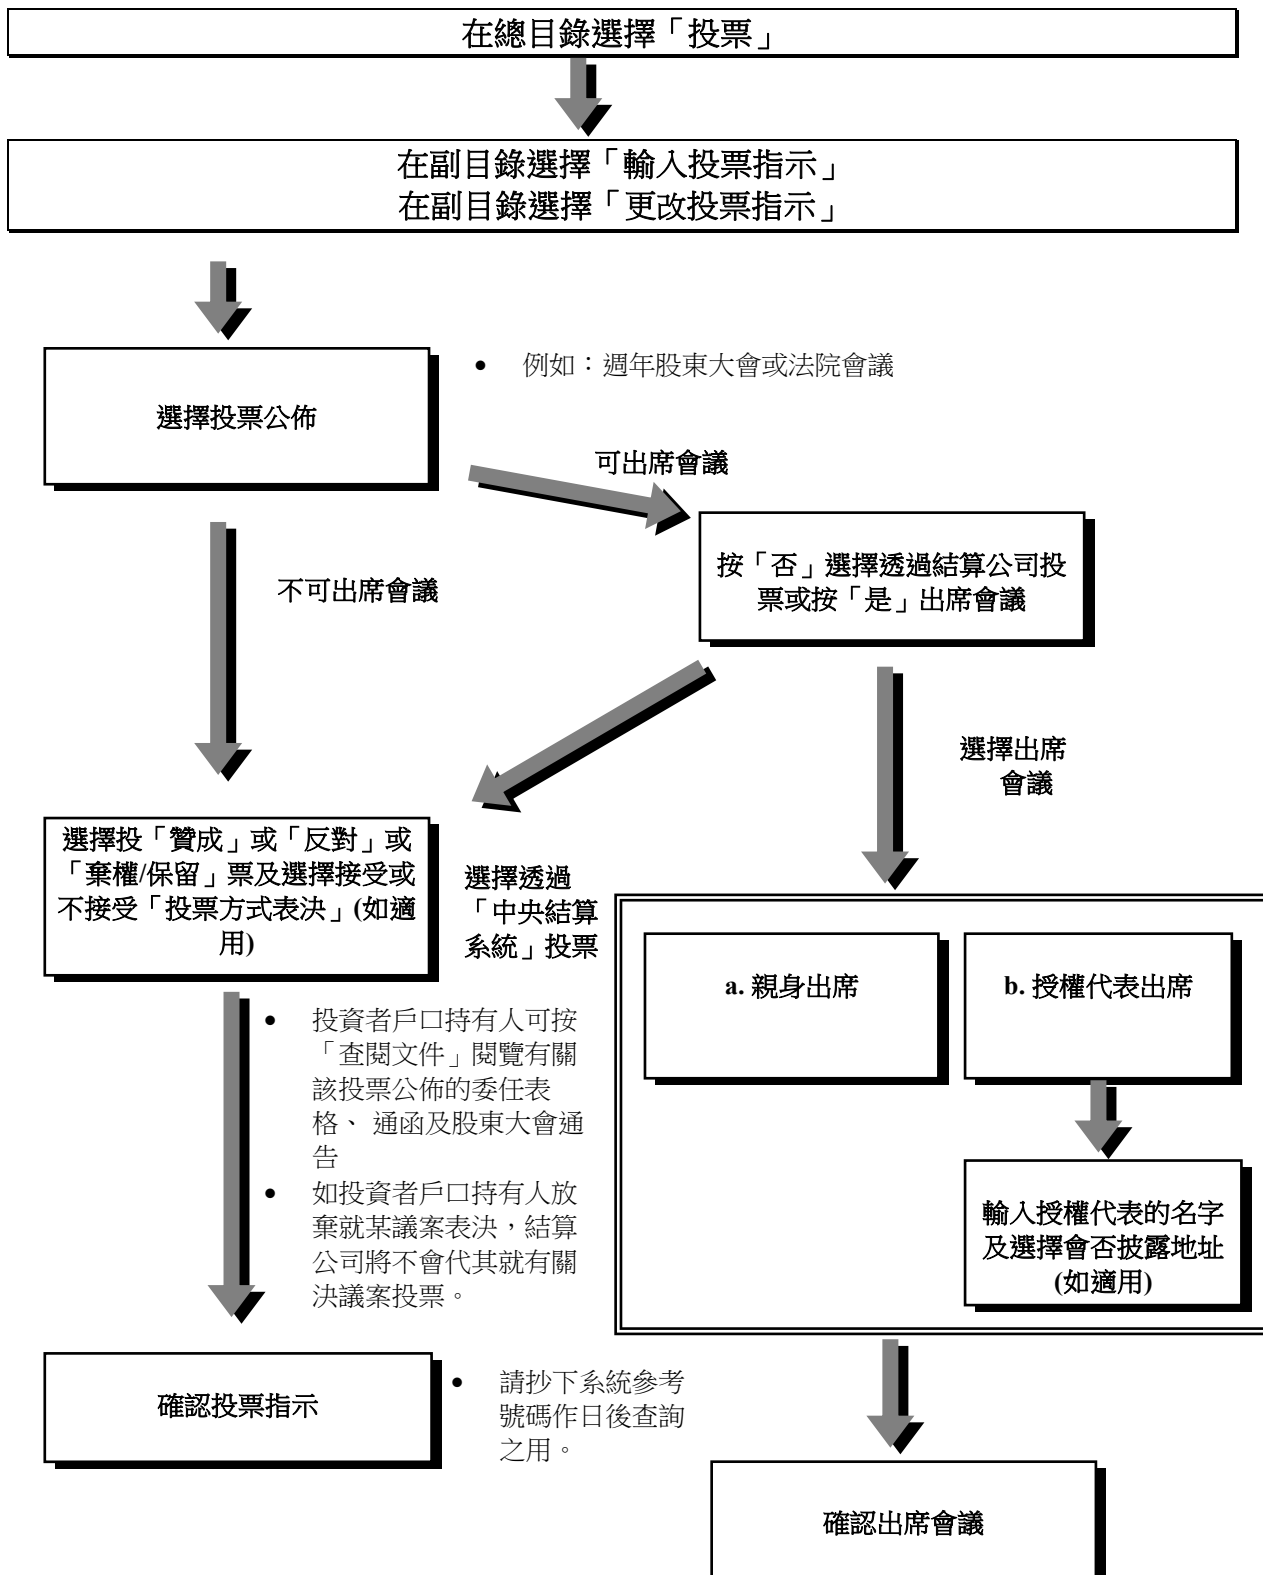 在總目錄選擇「投票」
在副目錄選擇「輸入投票指示」
在副目錄選擇「更改投票指示」
選擇投票公佈
• 例如：週年股東大會或法院會議
可出席會議
不可出席會議
按「否」選擇透過結算公司投
票或按「是」出席會議
選擇出席
會議
選擇投「贊成」或「反對」或
「棄權/保留」票及選擇接受或
不接受「投票方式表決」(如適
用)
選擇透過
「中央結算
系統」投票
a. 親身出席
b. 授權代表出席
• 投資者戶口持有人可按
「查閱文件」閱覽有關
該投票公佈的委任表
格、 通函及股東大會通
告
• 如投資者戶口持有人放
棄就某議案表決，結算
公司將不會代其就有關
決議案投票。
輸入授權代表的名字
及選擇會否披露地址
(如適用)
確認投票指示
• 請抄下系統參考
號碼作日後查詢
之用。
確認出席會議